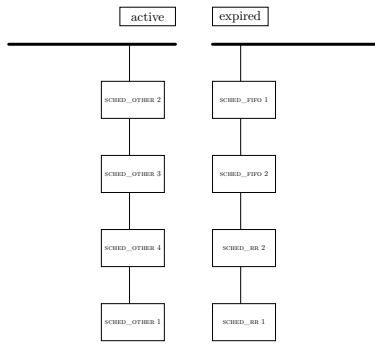 active
expired
SCHED_OTHER 2
SCHED_FIFO 1
SCHED_OTHER 3
SCHED_FIFO 2
SCHED_OTHER 4
SCHED_RR 2
SCHED_OTHER 1
SCHED_RR 1